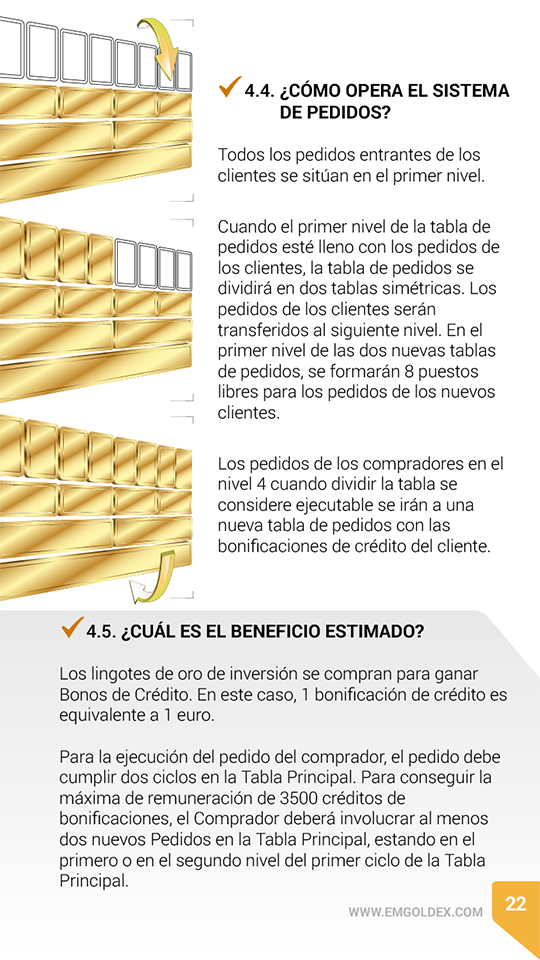 4.4. ¿CÓMO OPERA EL SISTEMA
DE PEDIDOS?
Todos los pedidos entrantes de los
clientes se sitúan en el primer nivel.
Cuando el primer nivel de la tabla de
pedidos esté lleno con los pedidos de
los clientes, la tabla de pedidos se
dividirá en dos tablas simétricas. Los
pedidos de los clientes serán
transferidos al siguiente nivel. En el
primer nivel de las dos nuevas tablas
de pedidos, se formarán 8 puestos
libres para los pedidos de los nuevos
clientes.
Los pedidos de los compradores en el
nivel 4 cuando dividir la tabla se
considere ejecutable se irán a una
nueva tabla de pedidos con las
bonificaciones de crédito del cliente.
4.5. ¿CUÁL ES EL BENEFICIO ESTIMADO?
Los lingotes de oro de inversión se compran para ganar
Bonos de Crédito. En este caso, 1 bonificación de crédito es
equivalente a 1 euro.
Para la ejecución del pedido del comprador, el pedido debe
cumplir dos ciclos en la Tabla Principal. Para conseguir la
máxima de remuneración de 3500 créditos de
bonificaciones, el Comprador deberá involucrar al menos
dos nuevos Pedidos en la Tabla Principal, estando en el
primero o en el segundo nivel del primer ciclo de la Tabla
Principal.
WWW.EMGOLDEX.COM
22